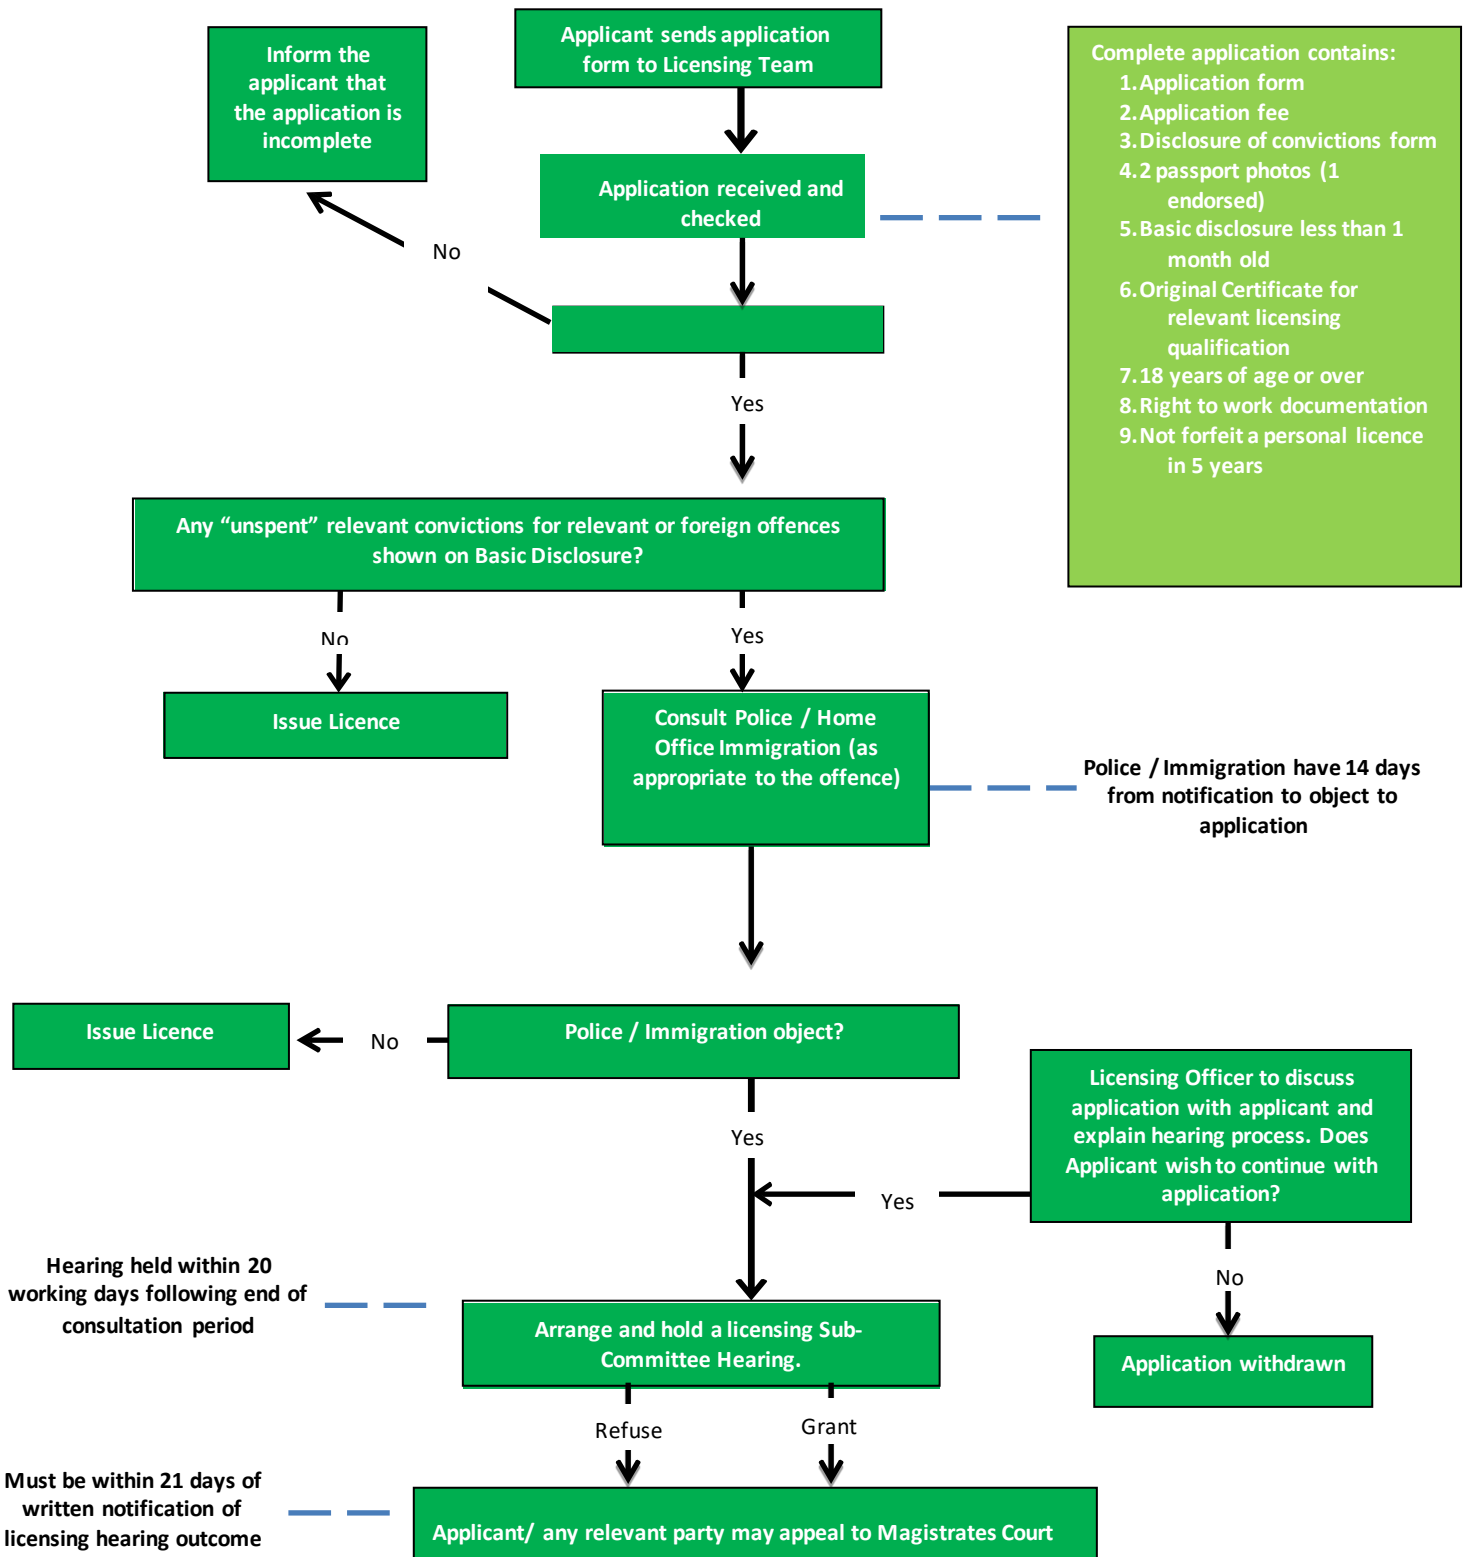 Applicant sends application
form to Licensing Team
Inform the
applicant that
the application is
incomplete
Complete application contains:
1. Application form
2. Application fee
3. Disclosure of convictions form
4. 2 passport photos (1
endorsed)
5. Basic disclosure less than 1
month old
6. Original Certificate for
relevant licensing
qualification
7. 18 years of age or over
8. Right to work documentation
9. Not forfeit a personal licence
in 5 years
Application received and
checked
No
Yes
Any “unspent” relevant convictions for relevant or foreign offences
shown on Basic Disclosure?
No
Yes
Issue Licence
Consult Police / Home
Office Immigration (as
appropriate to the offence)
Police / Immigration have 14 days
from notification to object to
application
Issue Licence
No
Police / Immigration object?
Licensing Officer to discuss
application with applicant and
explain hearing process. Does
Applicant wish to continue with
application?
Yes
Yes
No
Hearing held within 20
working days following end of
consultation period
Arrange and hold a licensing Sub-
Committee Hearing.
Application withdrawn
Refuse
Grant
Must be within 21 days of
written notification of
licensing hearing outcome
Applicant/ any relevant party may appeal to Magistrates Court